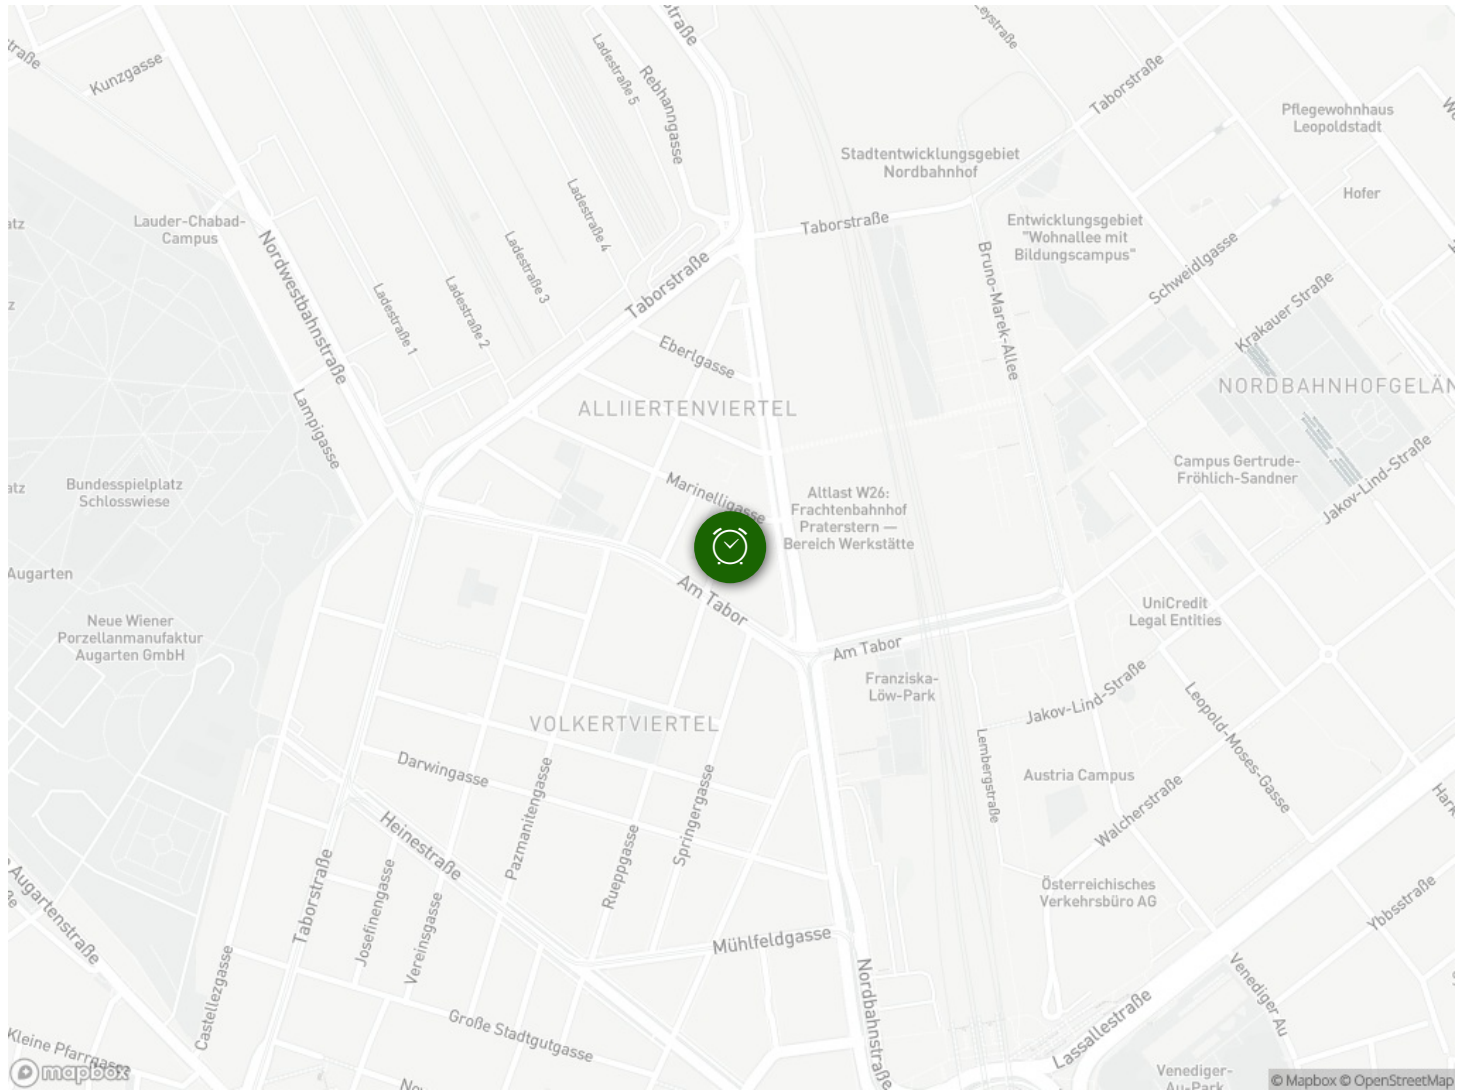 Kunzgasse
Ladestraße 5
Rebhanngasse
Taborstraße
Pflegewohnhaus
Leopoldstadt
Stadtentwicklungsgebiet
Nordbahnhof
Hofer
Lauder-Chabad-
Campus
Nordwestbahnstraße
Ladestraße 4
Ladestraße 3
Ladestraße 2
Ladestraße 1
Taborstraße
Taborstraße
Entwicklungsgebiet
"Wohnallee mit
Bildungscampus"
Bruno-Marek-Allee
Schweidlgasse
Krakauer Straße
Eberlgasse
ALLIIERTENVIERTEL
NORDBAHNHOFGELÄN
Lampigasse
Bundesspielplatz
Schlosswiese
Marinelligasse
Altlast W26:
Frachtenbahnhof
Praterstern —
Bereich Werkstätte
Campus Gertrude-
Fröhlich-Sandner
Jakov-Lind-Straße
Augarten
Neue Wiener
Porzellanmanufaktur
Augarten GmbH
Am Tabor
Am Tabor
UniCredit
Legal Entities
Franziska-
Löw-Park
Jakov-Lind-Straße
Leopold-Moses-Gasse
VOLKERTVIERTEL
Darwingasse
Pazmanitengasse
Springergasse
Rueppgasse
Lembergstraße
Austria Campus
Walcherstraße
Heinestraße
Taborstraße
Josefinengasse
Vereinsgasse
Österreichisches
Verkehrsbüro AG
Ybbsstraße
Augartenstraße
Mühlfeldgasse
Castellezgasse
Nordbahnstraße
Venediger Au
Lassallestraße
Große Stadtgutgasse
Kleine Pfarrgasse
Venediger-
Au-Park
mapbox
© Mapbox © OpenStreetMap